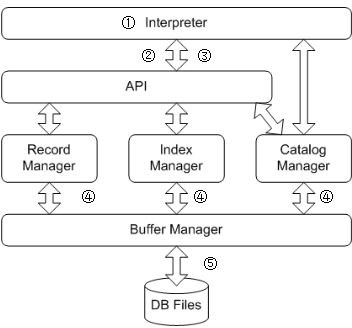 ① Interpreter
② ③
API
Record Manager
Index Manager
Catalog Manager
④ ④ ④
Buffer Manager
⑤
DB Files